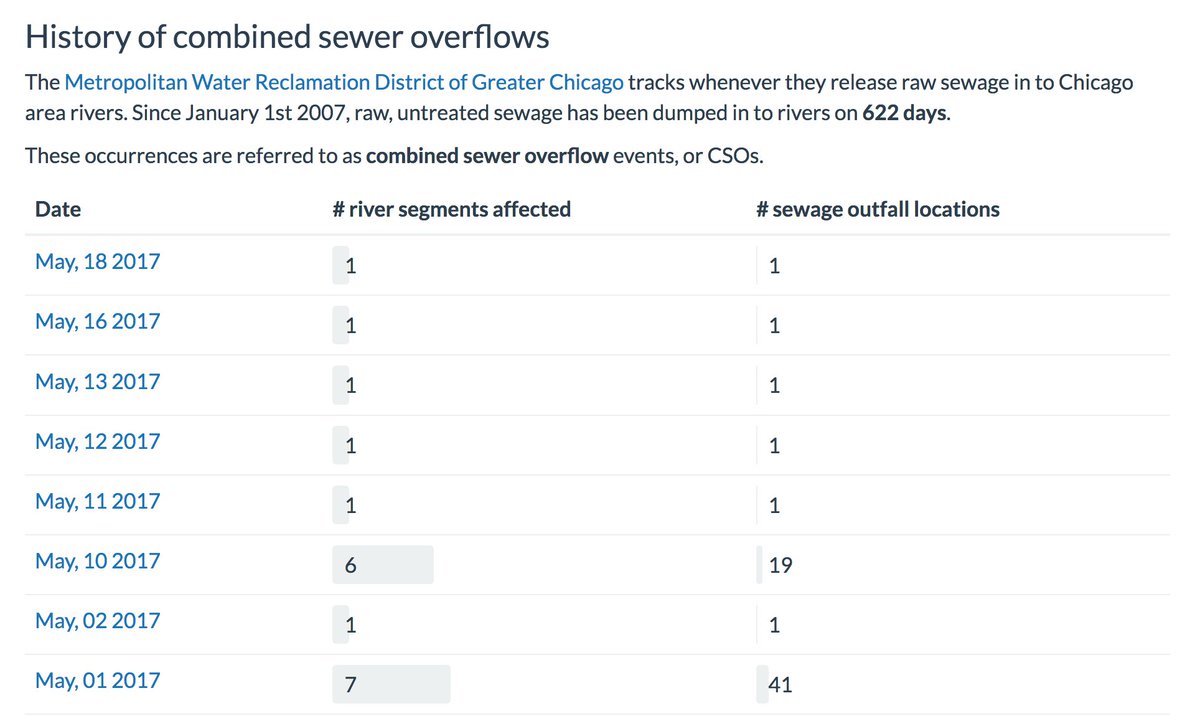 History of combined sewer overflows
The Metropolitan Water Reclamation District of Greater Chicago tracks whenever they release raw sewage in to Chicago
area rivers. Since January 1st 2007, raw, untreated sewage has been dumped in to rivers on 622 days.
These occurrences are referred to as combined sewer overflow events, or CSOs.
Date # river segments affected # sewage outfall locations
May, 18 2017 1 1
May, 16 2017 1 1
May, 13 2017 1 1
May, 12 2017 1 1
May, 11 2017 1 1
May, 10 2017 6 19
May, 02 2017 1 1
May, 01 2017 7 41